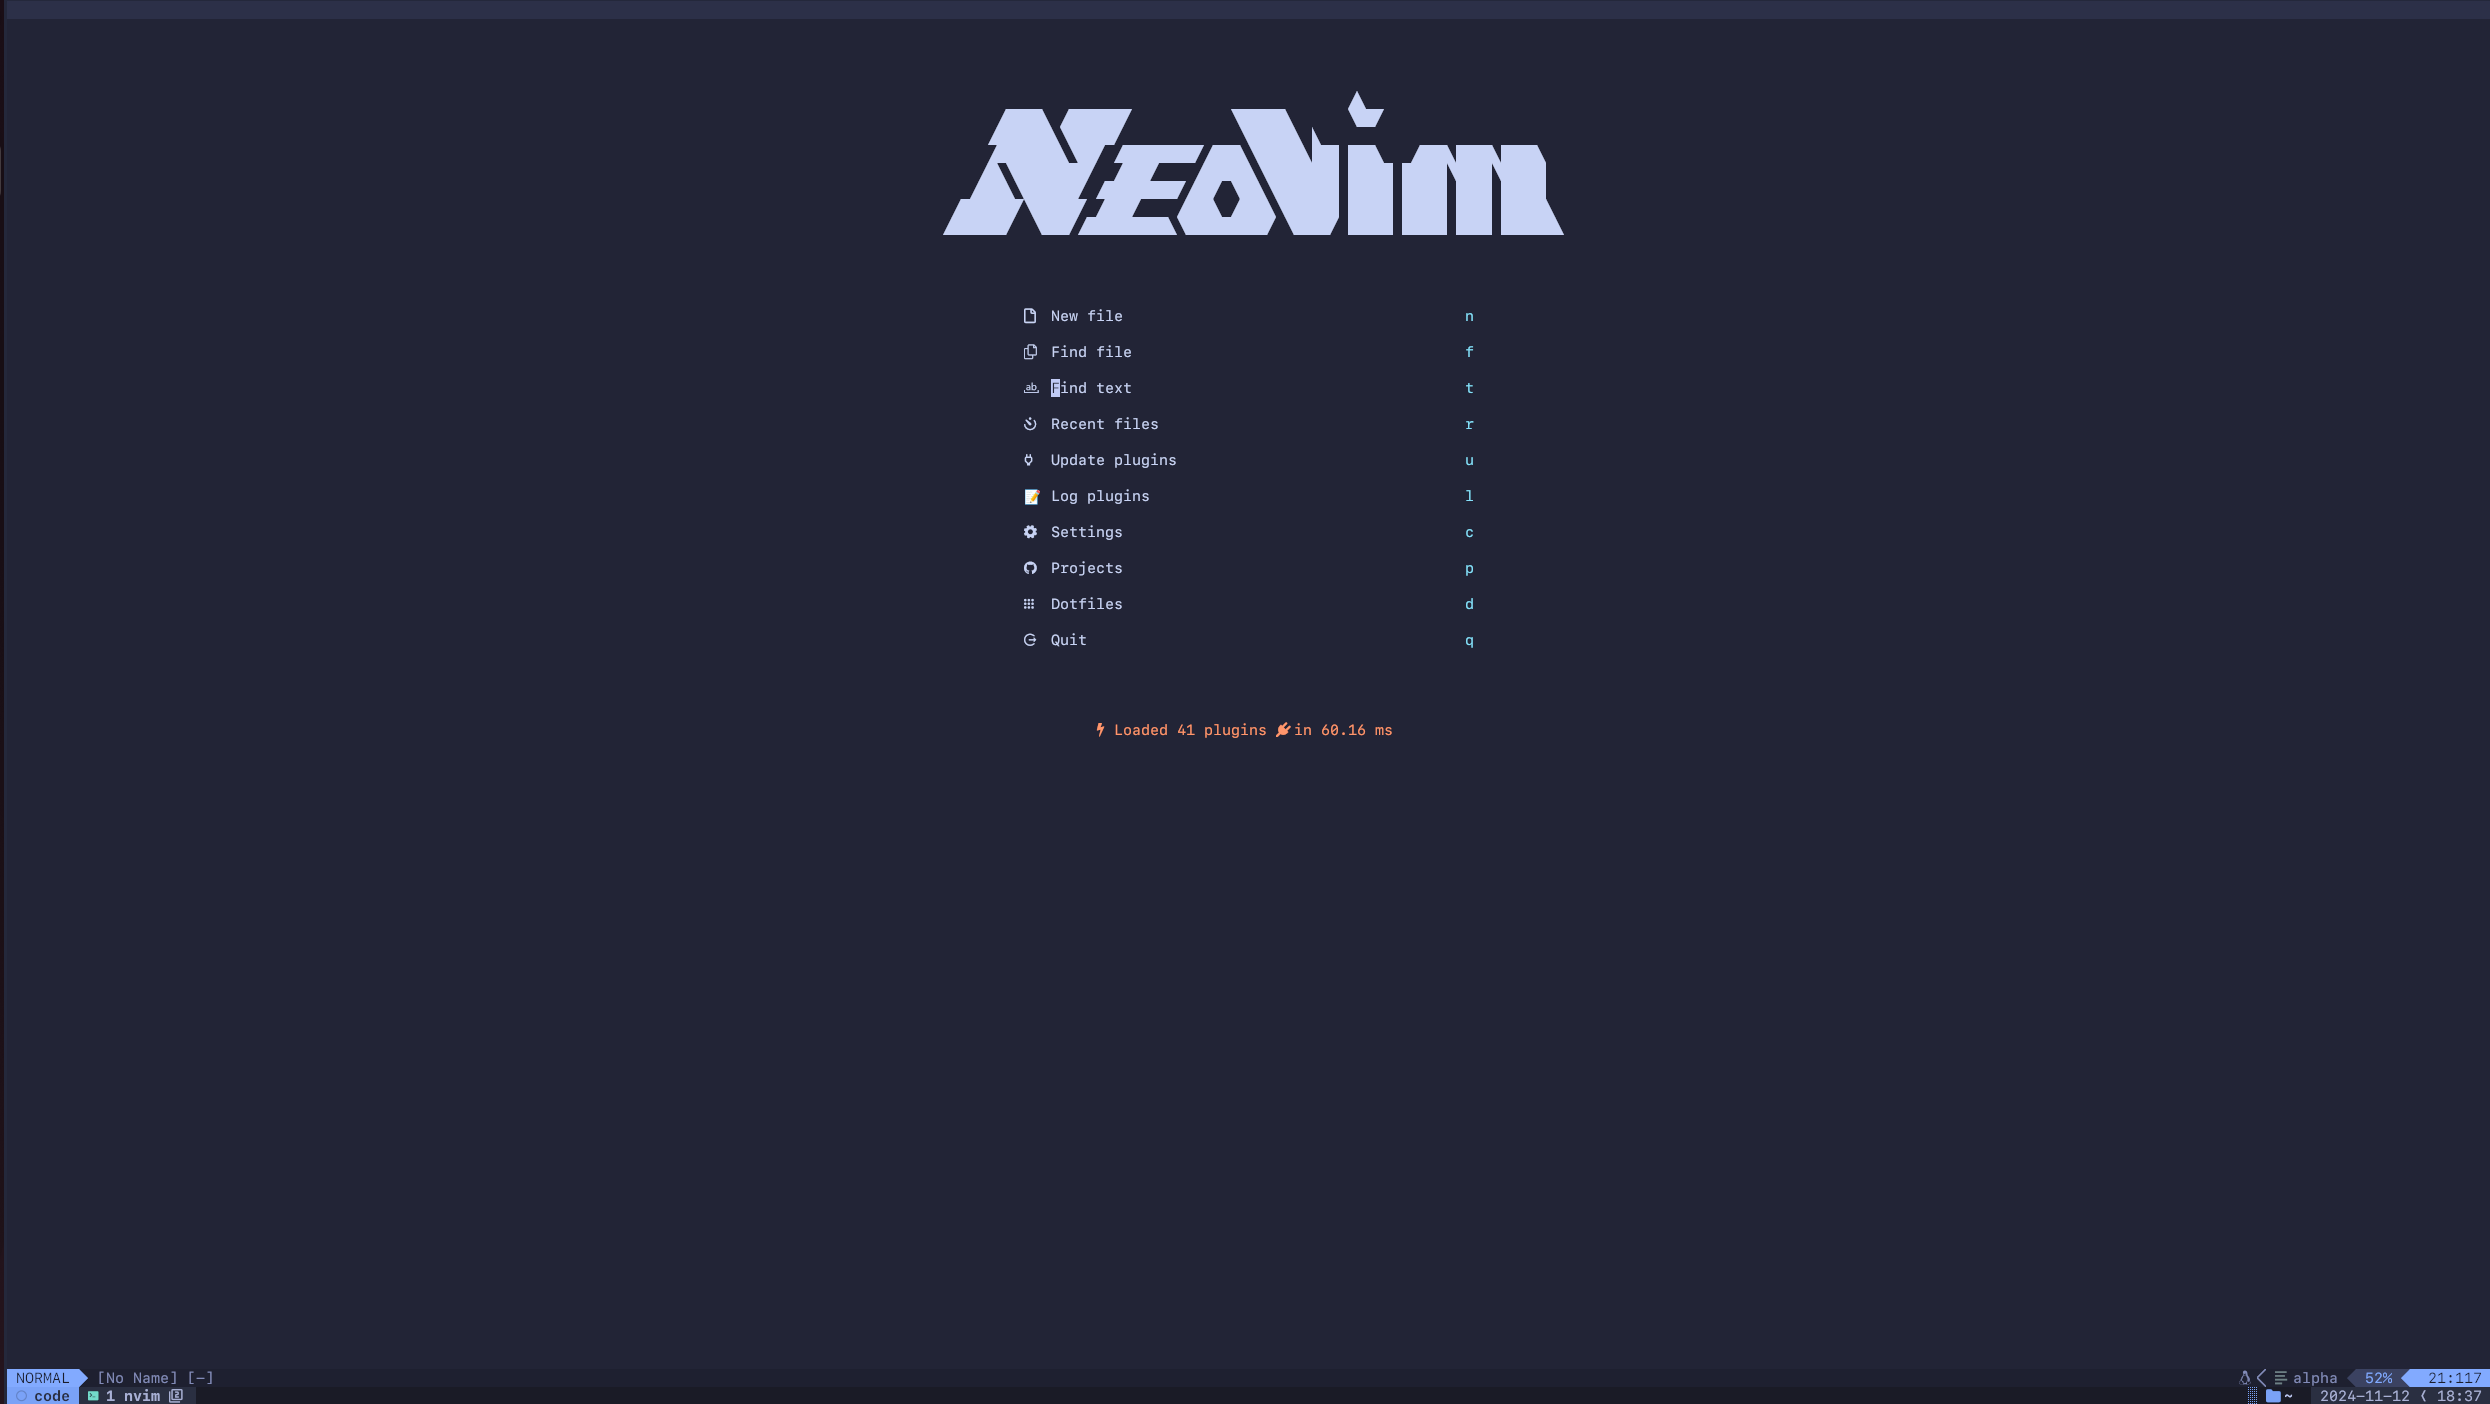 NEOVim
New file n
Find file f
Find text t
Recent files r
Update plugins u
Log plugins l
Settings c
Projects p
Dotfiles d
Quit q
Loaded 41 plugins in 60.16 ms
NORMAL [No Name] [-] alpha 52% 21:117
code 1 nvim ~ 2024-11-12 18:37